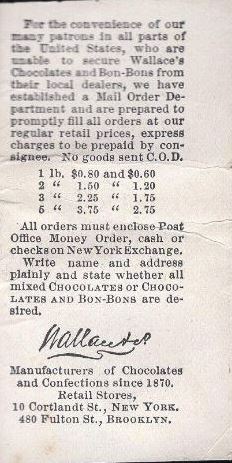 For the convenience of our
many patrons in all parts of
the United States, who are
unable to secure Wallace's
Chocolates and Bon-Bons from
their local dealers, we have
established a Mail Order De-
partment and are prepared to
promptly fill all orders at our
regular retail prices, express
charges to be prepaid by con-
signee. No goods sent C.O.D.
1 lb. $0.80 and $0.60
2 “ 1.50 “ 1.20
3 “ 2.25 “ 1.75
5 “ 3.75 “ 2.75
All orders must enclose Post
Office Money Order, cash or
checks on New York Exchange.
Write name and address
plainly and state whether all
mixed CHOCOLATES or CHOCO-
LATES AND BON-BONS are de-
sired.
Wallace & Co
Manufacturers of Chocolates
and Confections since 1870.
Retail Stores,
10 Cortlandt St., NEW YORK.
480 Fulton St., BROOKLYN.